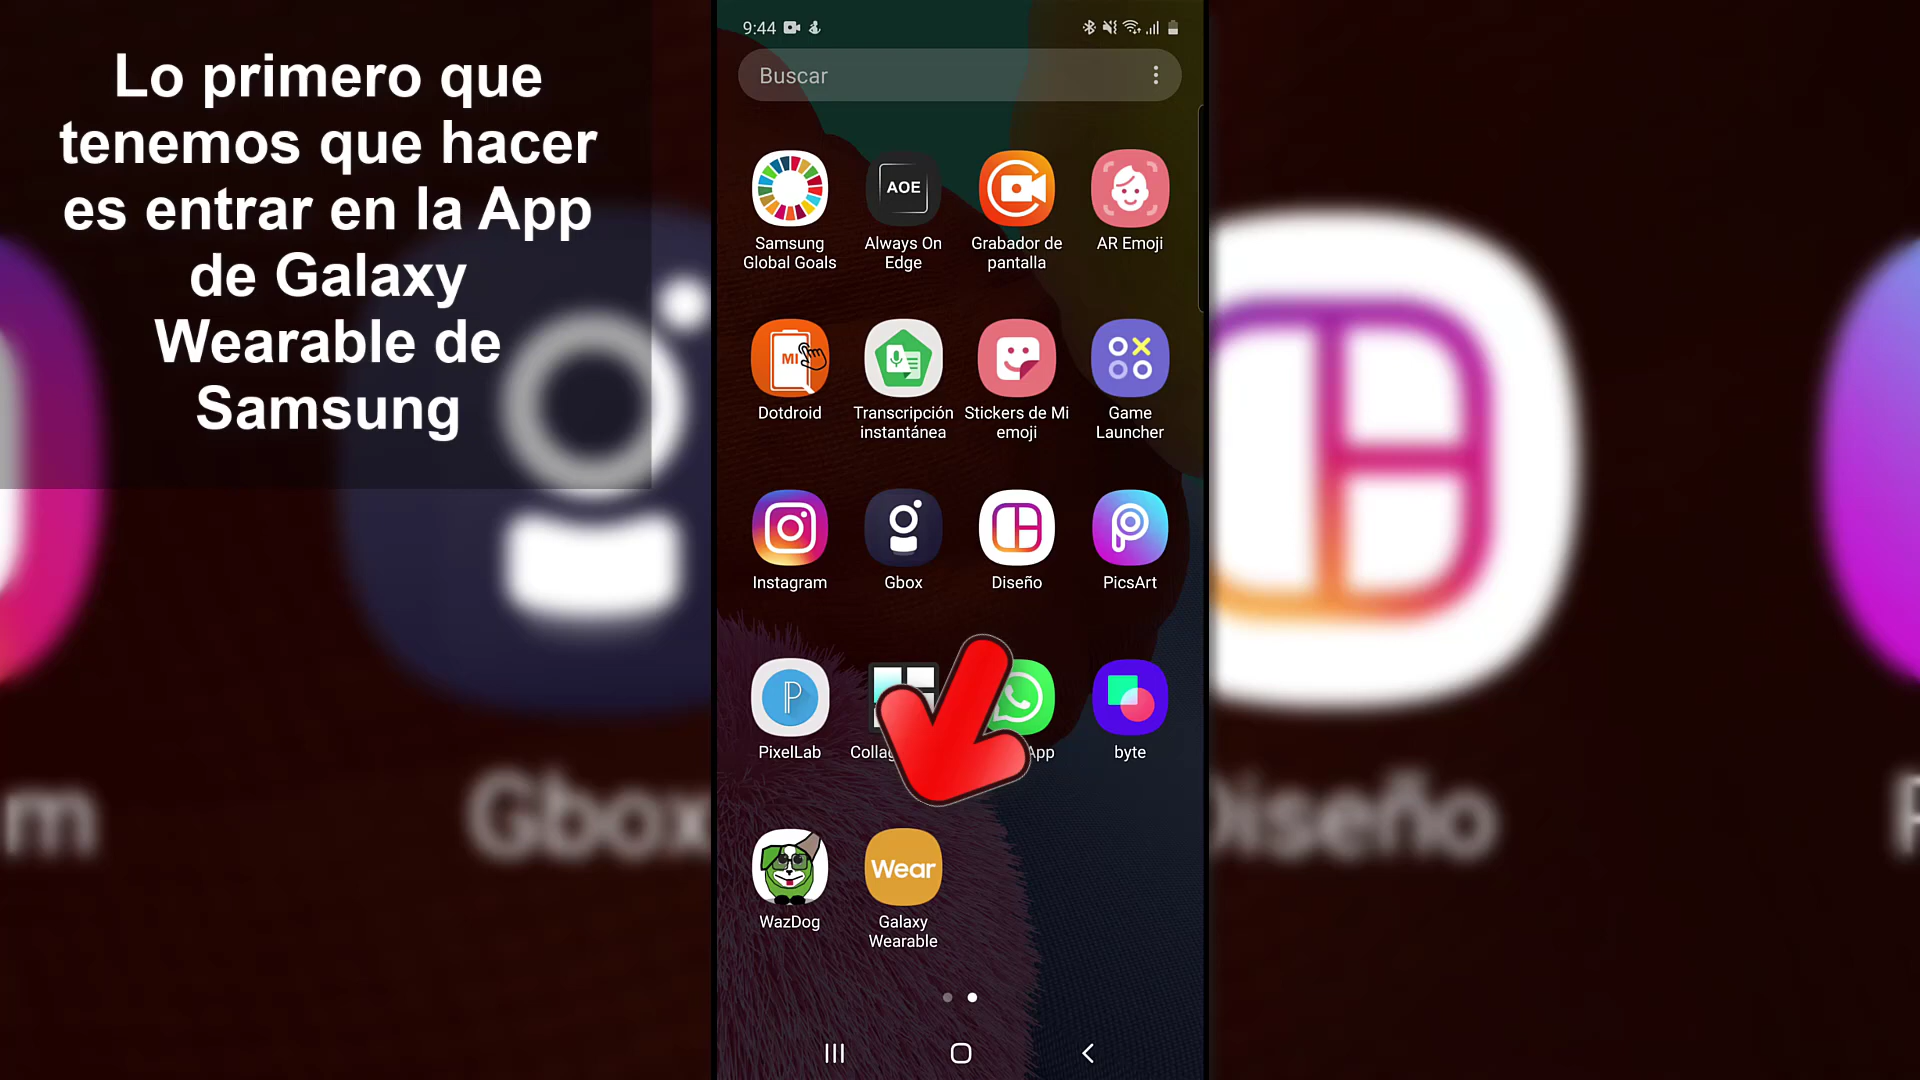 Lo primero que
tenemos que hacer
es entrar en la App
de Galaxy
Wearable de
Samsung
9:44
Buscar
AOE
Samsung Global Goals
Always On Edge
Grabador de pantalla
AR Emoji
MI
Dotdroid
Transcripción instantánea
Stickers de Mi emoji
Game Launcher
Instagram
Gbox
Diseño
PicsArt
PixelLab
App
byte
Wear
WazDog
Galaxy Wearable
m
Gbox
Diseño